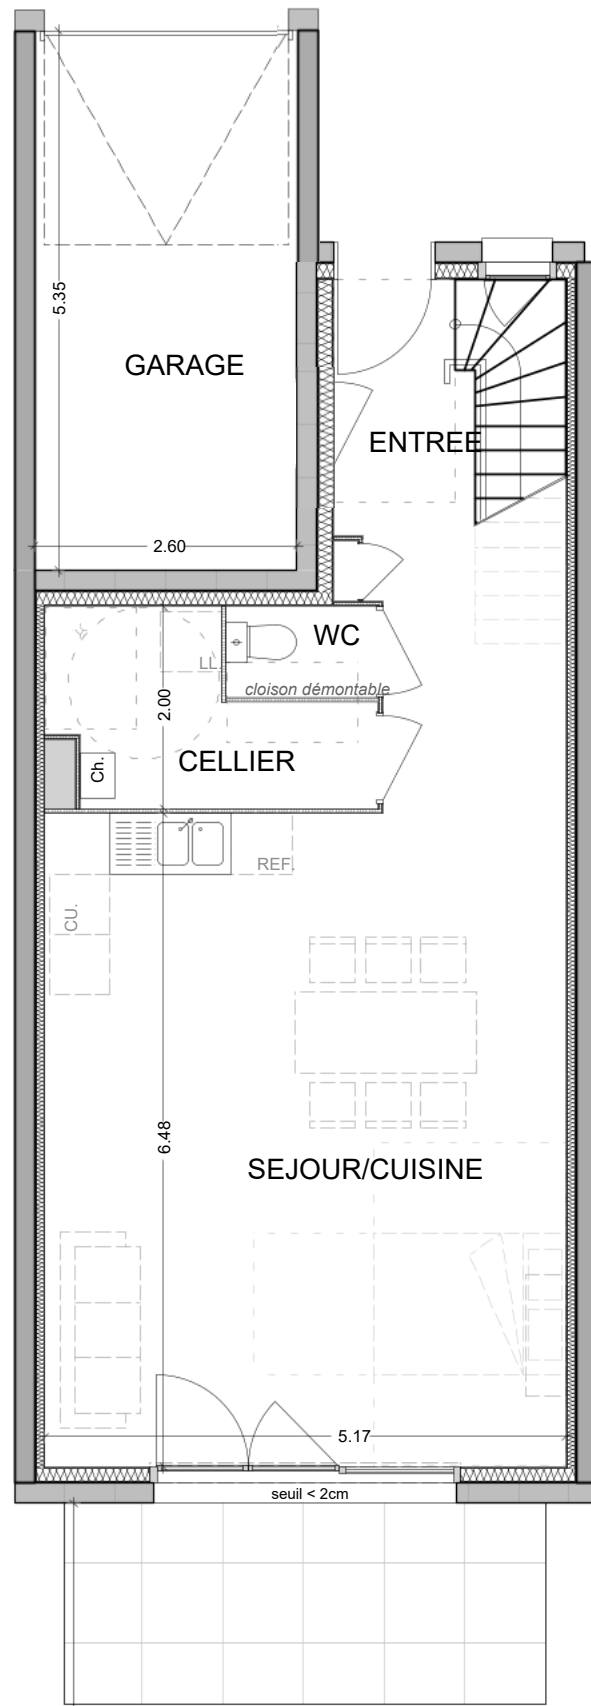 5.35
GARAGE
ENTREE
2.60
WC
LL.
cloison démontable
2.00
CELLIER
Ch.
REF.
CU.
6.48
SEJOUR/CUISINE
5.17
seuil < 2cm